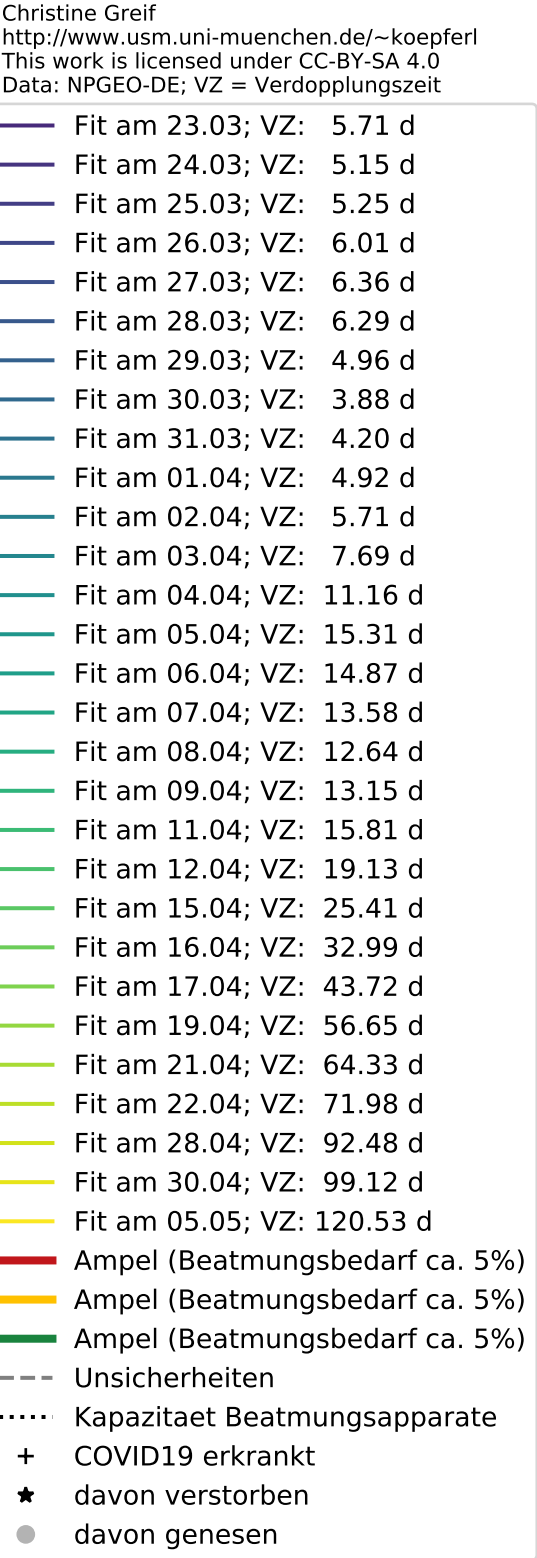 Christine Greif
http://www.usm.uni-muenchen.de/~koepferl
This work is licensed under CC-BY-SA 4.0
Data: NPGEO-DE; VZ = Verdopplungszeit
Fit am 23.03; VZ: 5.71 d
Fit am 24.03; VZ: 5.15 d
Fit am 25.03; VZ: 5.25 d
Fit am 26.03; VZ: 6.01 d
Fit am 27.03; VZ: 6.36 d
Fit am 28.03; VZ: 6.29 d
Fit am 29.03; VZ: 4.96 d
Fit am 30.03; VZ: 3.88 d
Fit am 31.03; VZ: 4.20 d
Fit am 01.04; VZ: 4.92 d
Fit am 02.04; VZ: 5.71 d
Fit am 03.04; VZ: 7.69 d
Fit am 04.04; VZ: 11.16 d
Fit am 05.04; VZ: 15.31 d
Fit am 06.04; VZ: 14.87 d
Fit am 07.04; VZ: 13.58 d
Fit am 08.04; VZ: 12.64 d
Fit am 09.04; VZ: 13.15 d
Fit am 11.04; VZ: 15.81 d
Fit am 12.04; VZ: 19.13 d
Fit am 15.04; VZ: 25.41 d
Fit am 16.04; VZ: 32.99 d
Fit am 17.04; VZ: 43.72 d
Fit am 19.04; VZ: 56.65 d
Fit am 21.04; VZ: 64.33 d
Fit am 22.04; VZ: 71.98 d
Fit am 28.04; VZ: 92.48 d
Fit am 30.04; VZ: 99.12 d
Fit am 05.05; VZ: 120.53 d
Ampel (Beatmungsbedarf ca. 5%)
Ampel (Beatmungsbedarf ca. 5%)
Ampel (Beatmungsbedarf ca. 5%)
Unsicherheiten
Kapazitaet Beatmungsapparate
COVID19 erkrankt
davon verstorben
davon genesen